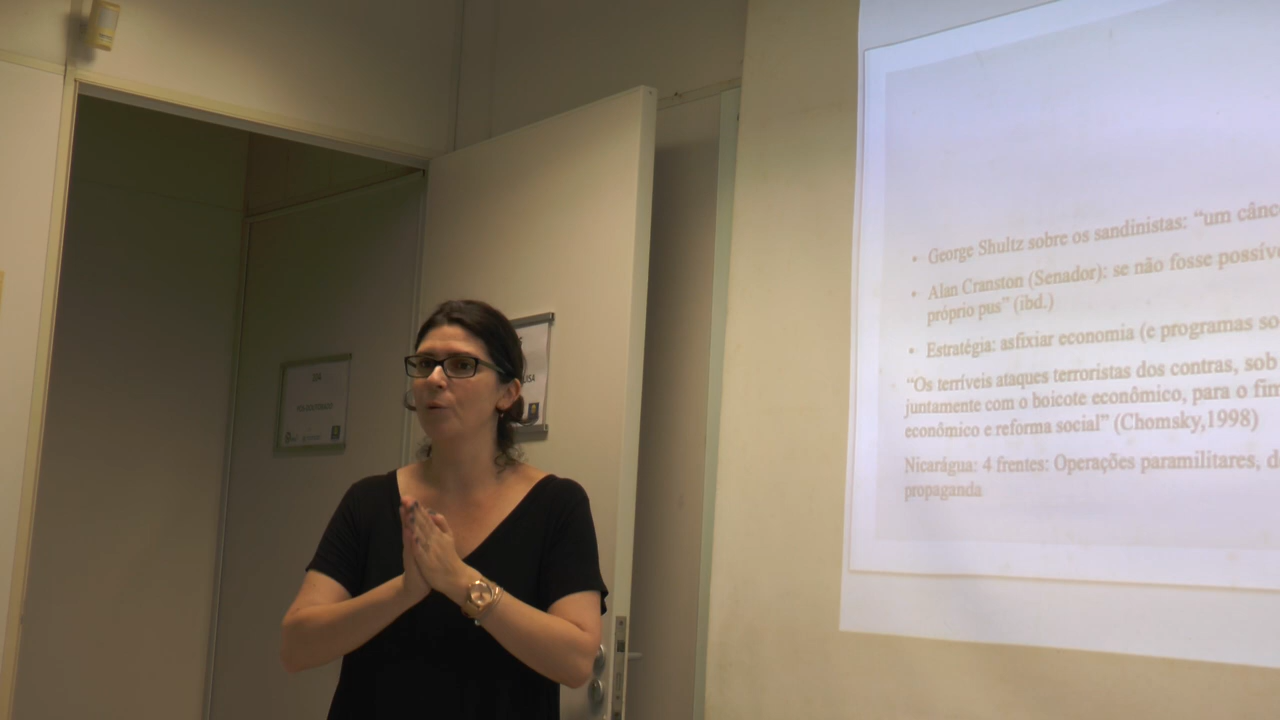 • George Shultz sobre os sandinistas: “um cânc
• Alan Cranston (Senador): se não fosse possív
próprio pus” (ibd.)
• Estratégia: asfixiar economia (e programas so
“Os terríveis ataques terroristas dos contras, sob
juntamente com o boicote econômico, para o fim
econômico e reforma social” (Chomsky,1998)
Nicarágua: 4 frentes: Operações paramilitares, d
propaganda